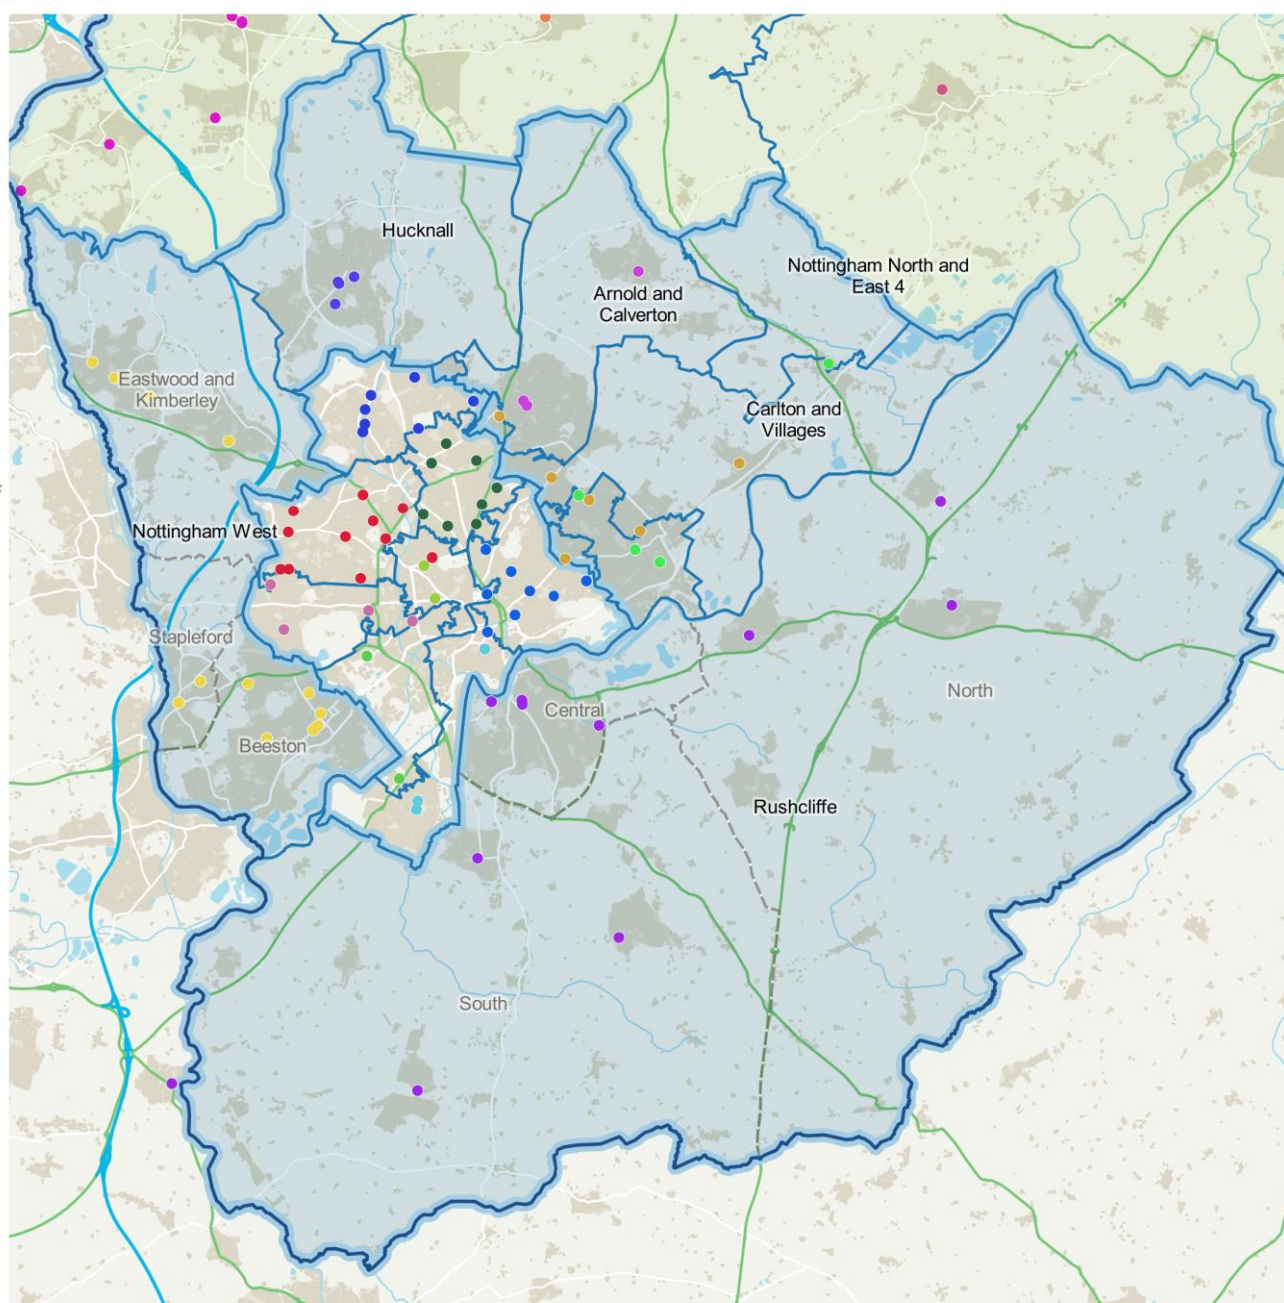 Hucknall
Nottingham North and
East 4
Arnold and
Calverton
Eastwood and
Kimberley
Carlton and
Villages
Nottingham West
Stapleford
North
Central
Beeston
Rushcliffe
South